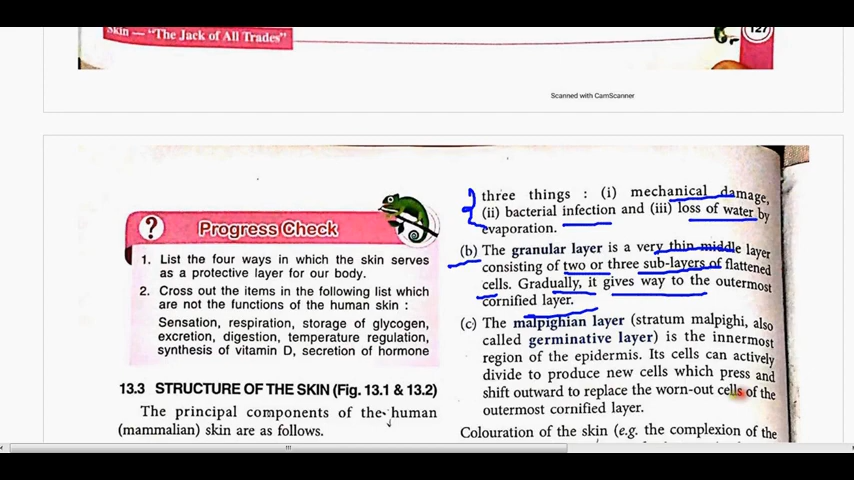 Skin — "The Jack of All Trades"
127
Scanned with CamScanner
?
Progress Check
1. List the four ways in which the skin serves
as a protective layer for our body.
2. Cross out the items in the following list which
are not the functions of the human skin :
Sensation, respiration, storage of glycogen,
excretion, digestion, temperature regulation,
synthesis of vitamin D, secretion of hormone
13.3 STRUCTURE OF THE SKIN (Fig. 13.1 & 13.2)
The principal components of the human
(mammalian) skin are as follows.
three things : (i) mechanical damage,
(ii) bacterial infection and (iii) loss of water by
evaporation.
(b) The granular layer is a very thin middle layer
consisting of two or three sub-layers of flattened
cells. Gradually, it gives way to the outermost
cornified layer.
(c) The malpighian layer (stratum malpighi, also
called germinative layer) is the innermost
region of the epidermis. Its cells can actively
divide to produce new cells which press and
shift outward to replace the worn-out cells of the
outermost cornified layer.
Colouration of the skin (e.g. the complexion of the